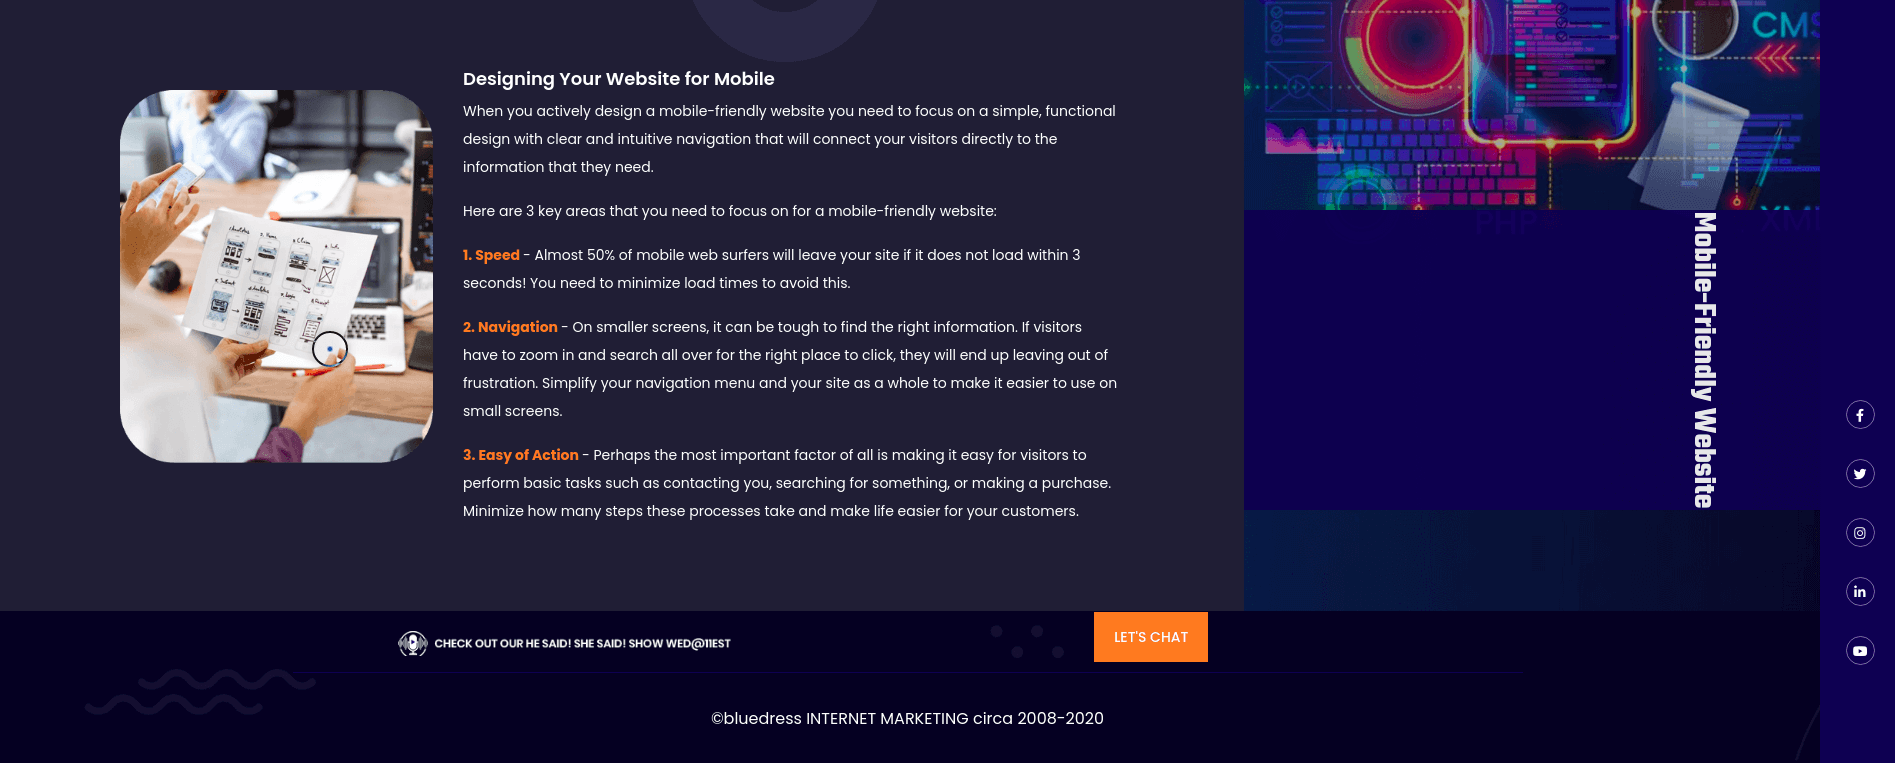 Designing Your Website for Mobile
When you actively design a mobile-friendly website you need to focus on a simple, functional
design with clear and intuitive navigation that will connect your visitors directly to the
information that they need.
Here are 3 key areas that you need to focus on for a mobile-friendly website:
1. Speed - Almost 50% of mobile web surfers will leave your site if it does not load within 3
seconds! You need to minimize load times to avoid this.
2. Navigation - On smaller screens, it can be tough to find the right information. If visitors
have to zoom in and search all over for the right place to click, they will end up leaving out of
frustration. Simplify your navigation menu and your site as a whole to make it easier to use on
small screens.
3. Easy of Action - Perhaps the most important factor of all is making it easy for visitors to
perform basic tasks such as contacting you, searching for something, or making a purchase.
Minimize how many steps these processes take and make life easier for your customers.
CMS
PHP
XML
Mobile-Friendly Website
CHECK OUT OUR HE SAID! SHE SAID! SHOW WED@11EST
LET'S CHAT
©bluedress INTERNET MARKETING circa 2008-2020